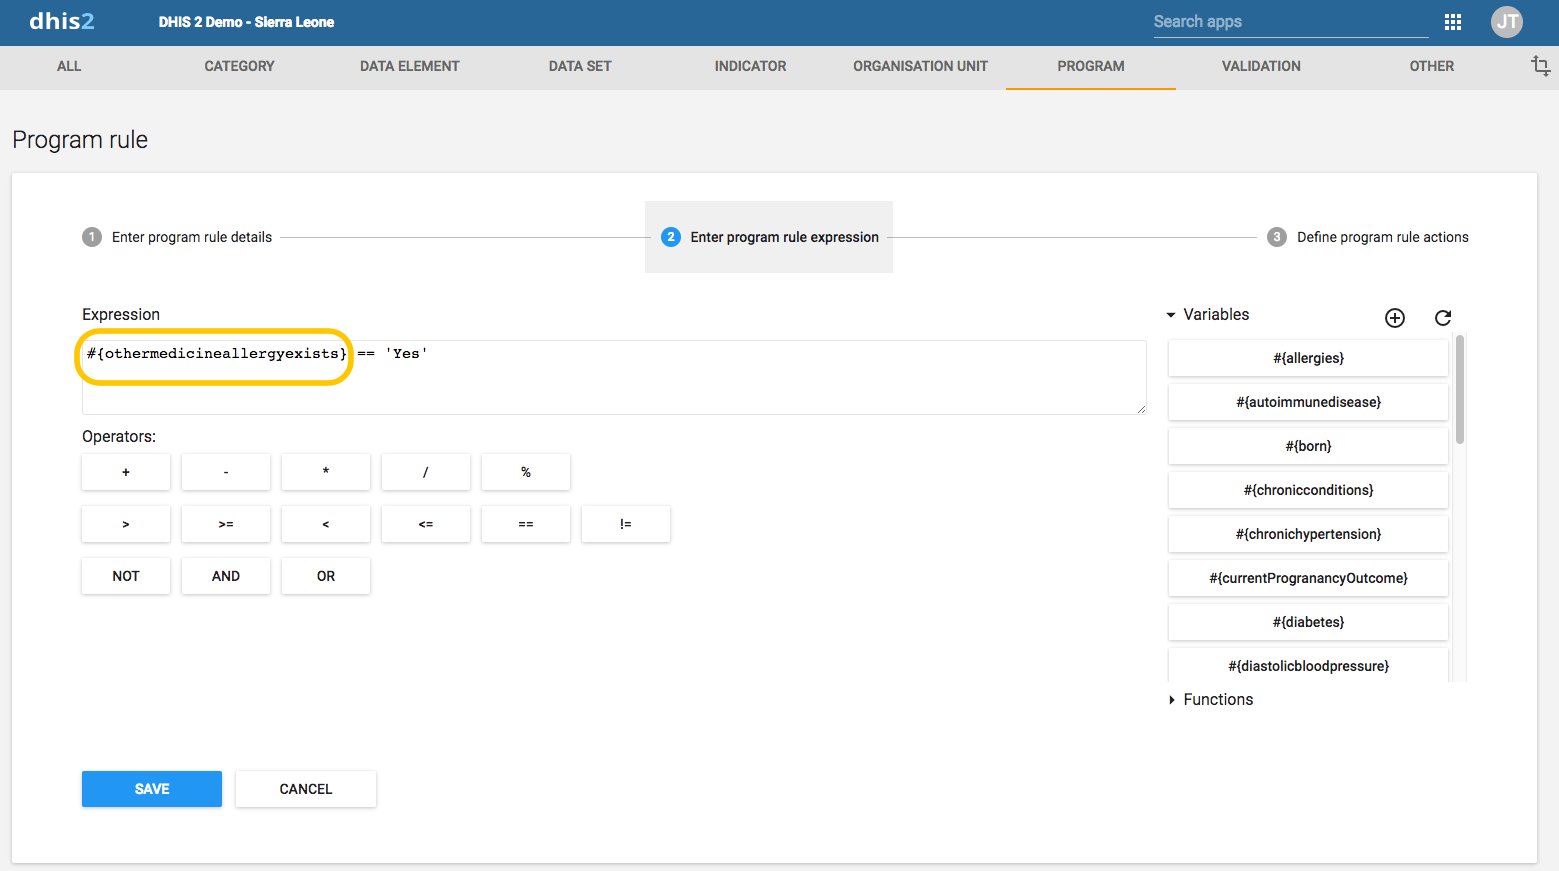 dhis2 DHIS 2 Demo - Sierra Leone Search apps JT
ALL CATEGORY DATA ELEMENT DATA SET INDICATOR ORGANISATION UNIT PROGRAM VALIDATION OTHER
Program rule
1 Enter program rule details 2 Enter program rule expression 3 Define program rule actions
Expression
#{othermedicineallergyexists} == 'Yes'
Operators:
+ - * / %
> >= < <= == !=
NOT AND OR
Variables
#{allergies}
#{autoimmunedisease}
#{born}
#{chronicconditions}
#{chronichypertension}
#{currentProgranancyOutcome}
#{diabetes}
#{diastolicbloodpressure}
Functions
SAVE CANCEL